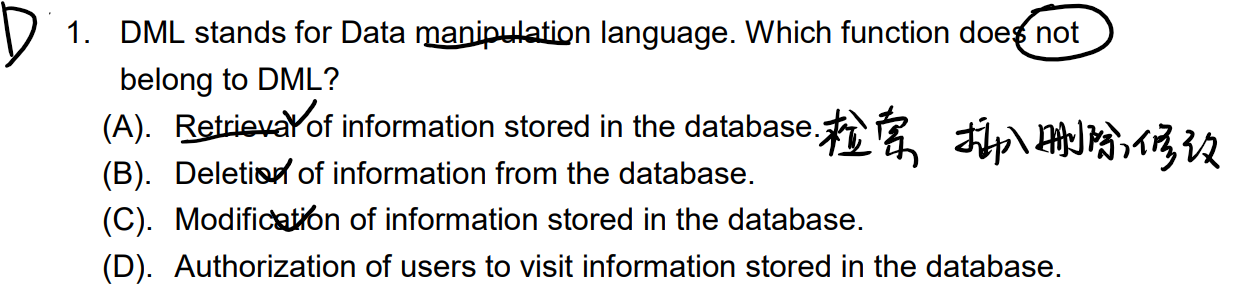 D 1. DML stands for Data manipulation language. Which function does not
belong to DML?
(A). Retrieval of information stored in the database. 检索 插入删除,修改
(B). Deletion of information from the database.
(C). Modification of information stored in the database.
(D). Authorization of users to visit information stored in the database.